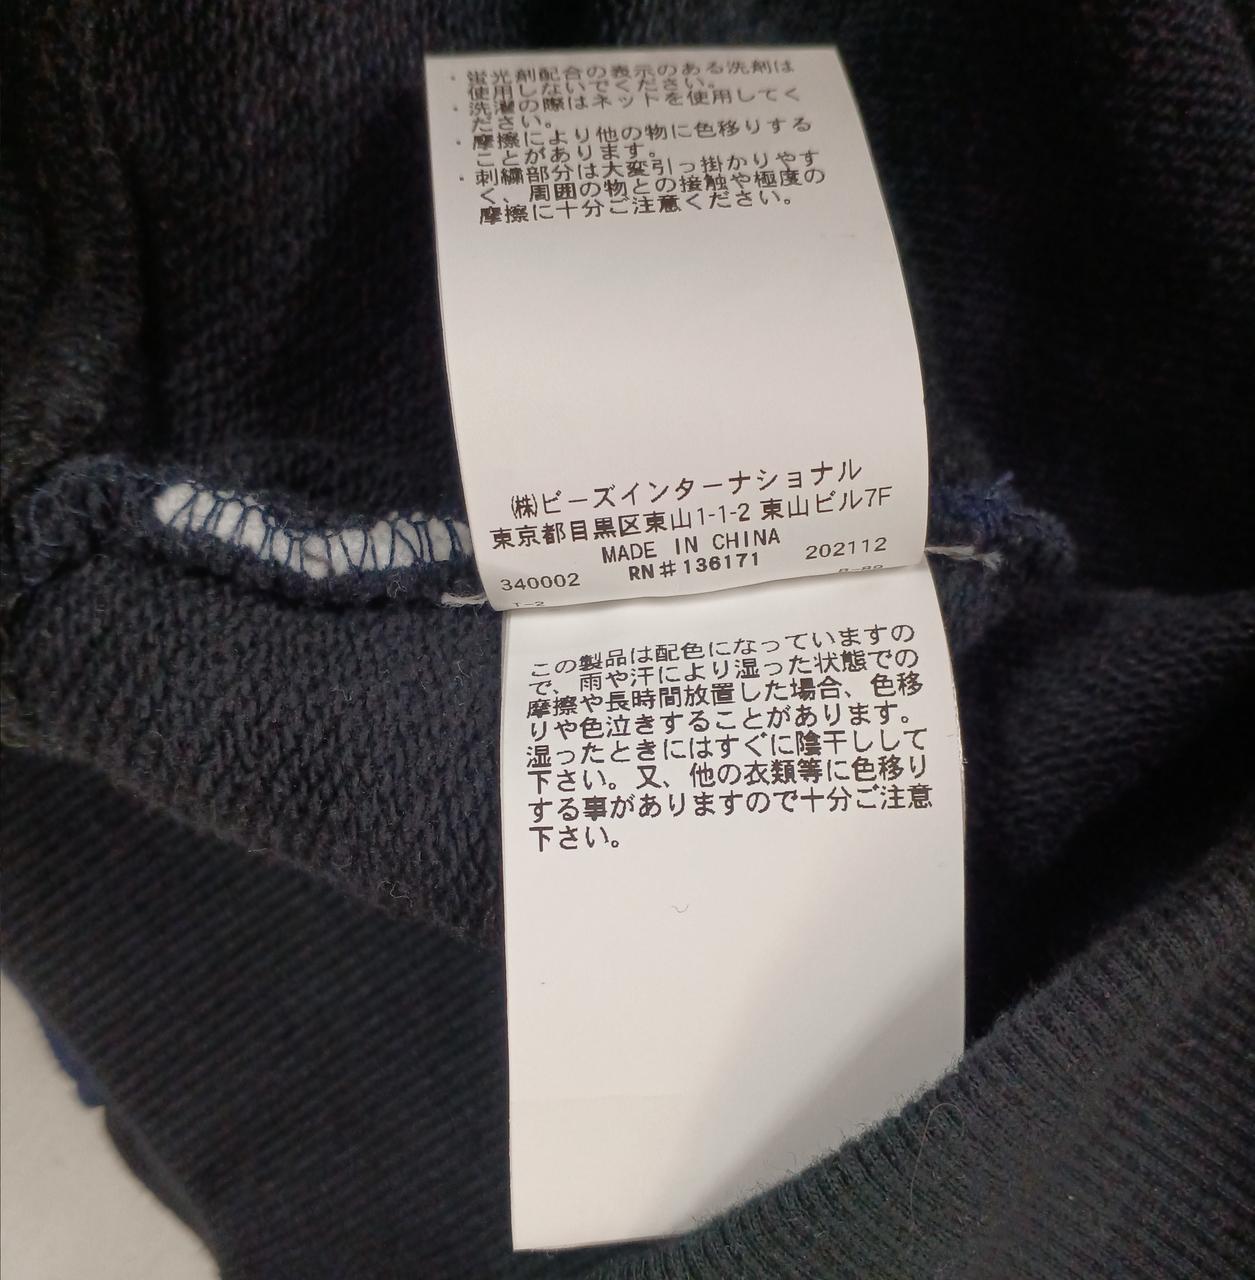 ・蛍光剤配合の表示のある洗剤は
使用しないでください。
・洗濯の際はネットを使用してく
ださい。
・摩擦により他の物に色移りする
ことがあります。
・刺繍部分は大変引っ掛かりやす
く、周囲の物との接触や極度の
摩擦に十分ご注意ください。
㈱ビーズインターナショナル
東京都目黒区東山1-1-2 東山ビル7F
MADE IN CHINA
340002 RN#136171 202112
T-2
この製品は配色になっていますの
で、雨や汗により湿った状態での
摩擦や長時間放置した場合、色移
りや色泣きすることがあります。
湿ったときにはすぐに陰干しして
下さい。又、他の衣類等に色移り
する事がありますので十分ご注意
下さい。